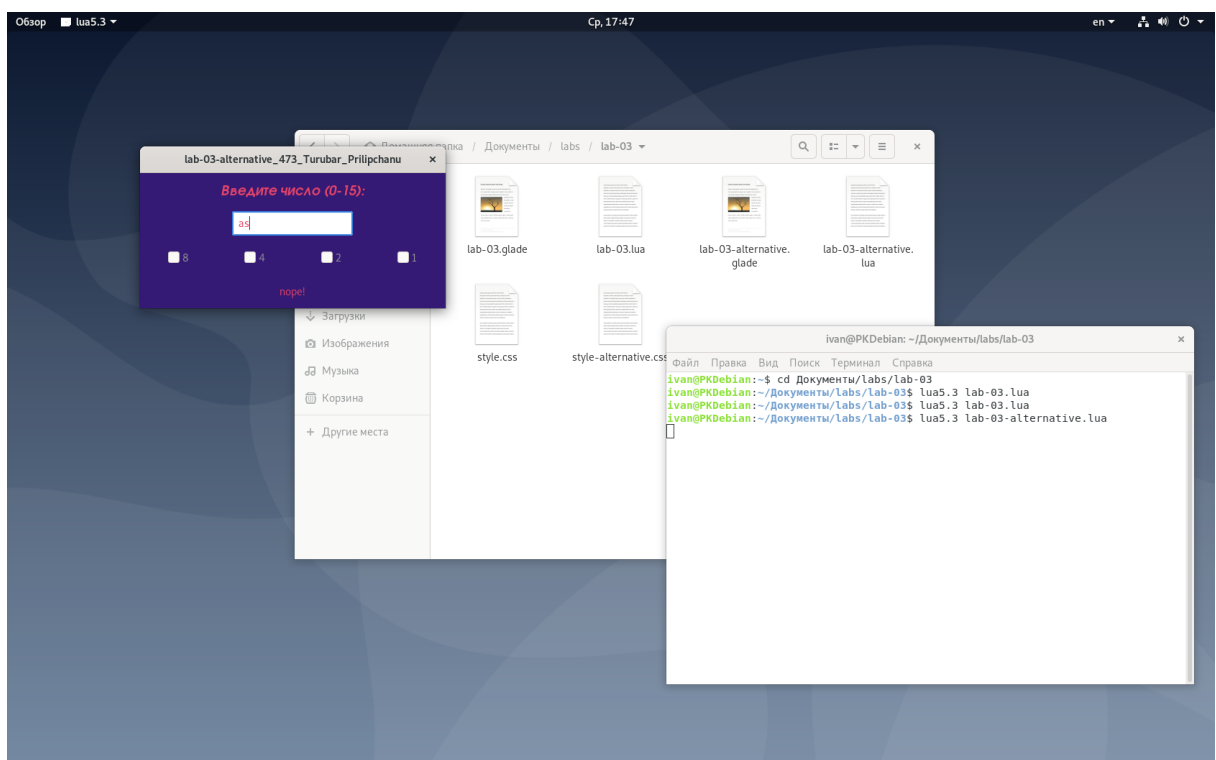 Обзор lua5.3
Ср, 17:47
en
lab-03-alternative_473_Turubar_Prilipchanu
Введите число (0-15):
as
8 4 2 1
nope!
папка / Документы / labs / lab-03
lab-03.glade
lab-03.lua
lab-03-alternative.
glade
lab-03-alternative.
lua
style.css
style-alternative.css
Загрузки
Изображения
Музыка
Корзина
+ Другие места
ivan@PKDebian: ~/Документы/labs/lab-03
Файл Правка Вид Поиск Терминал Справка
ivan@PKDebian:~$ cd Документы/labs/lab-03
ivan@PKDebian:~/Документы/labs/lab-03$ lua5.3 lab-03.lua
ivan@PKDebian:~/Документы/labs/lab-03$ lua5.3 lab-03.lua
ivan@PKDebian:~/Документы/labs/lab-03$ lua5.3 lab-03-alternative.lua